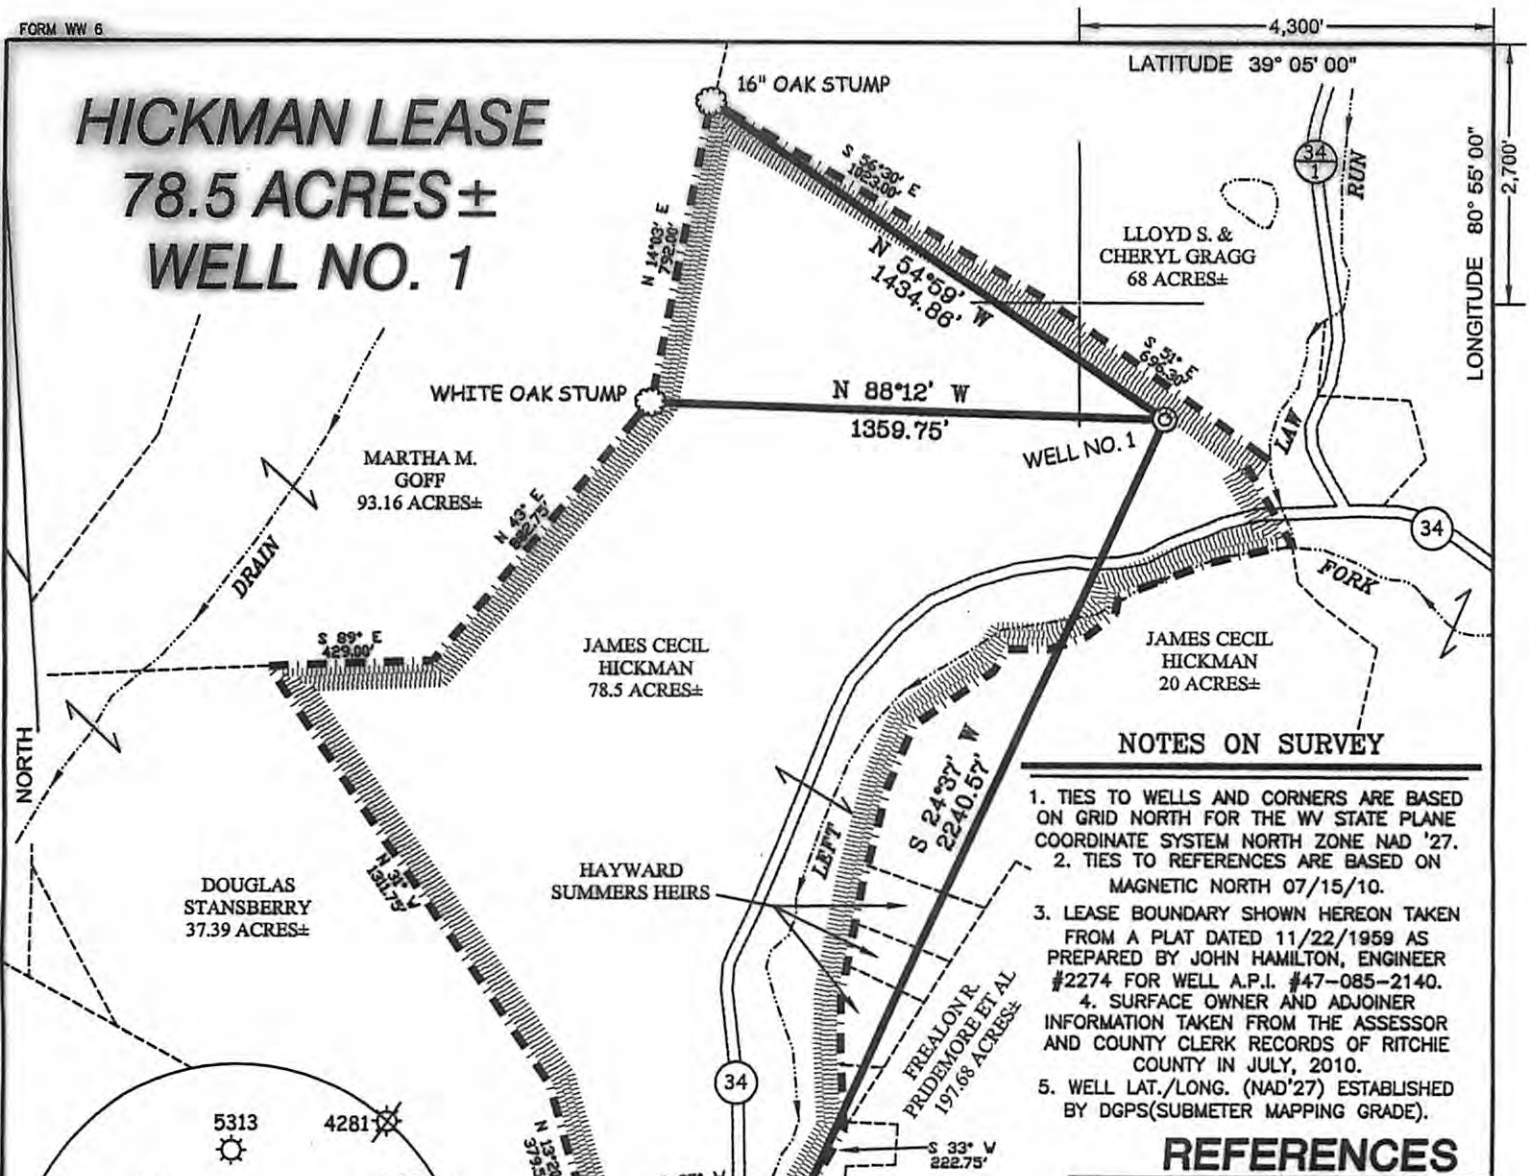 FORM WW 6
4,300'
LATITUDE 39° 05' 00"
LONGITUDE 80° 55' 00"
2,700'
HICKMAN LEASE
78.5 ACRES±
WELL NO. 1
16" OAK STUMP
S 56°30' E
1023.00'
N 14°03' E
792.00'
N 54°59' W
1434.86'
34
1
RUN
LLOYD S. &
CHERYL GRAGG
68 ACRES±
S 51° E
696.30'
WHITE OAK STUMP
N 88°12' W
1359.75'
WELL NO. 1
LAW
34
FORK
MARTHA M.
GOFF
93.16 ACRES±
N 43° E
882.75'
DRAIN
S 89° E
429.00'
JAMES CECIL
HICKMAN
78.5 ACRES±
JAMES CECIL
HICKMAN
20 ACRES±
NORTH
S 24°37' W
2240.57'
LEFT
N 31° W
1311.75'
DOUGLAS
STANSBERRY
37.39 ACRES±
HAYWARD
SUMMERS HEIRS
FREALON R.
PRIDEMORE ET AL
197.68 ACRES±
34
5313
4281
S 33° W
222.75'
NOTES ON SURVEY
1. TIES TO WELLS AND CORNERS ARE BASED
ON GRID NORTH FOR THE WV STATE PLANE
COORDINATE SYSTEM NORTH ZONE NAD '27.
2. TIES TO REFERENCES ARE BASED ON
MAGNETIC NORTH 07/15/10.
3. LEASE BOUNDARY SHOWN HEREON TAKEN
FROM A PLAT DATED 11/22/1959 AS
PREPARED BY JOHN HAMILTON, ENGINEER
#2274 FOR WELL A.P.I. #47-085-2140.
4. SURFACE OWNER AND ADJOINER
INFORMATION TAKEN FROM THE ASSESSOR
AND COUNTY CLERK RECORDS OF RITCHIE
COUNTY IN JULY, 2010.
5. WELL LAT./LONG. (NAD'27) ESTABLISHED
BY DGPS(SUBMETER MAPPING GRADE).
REFERENCES